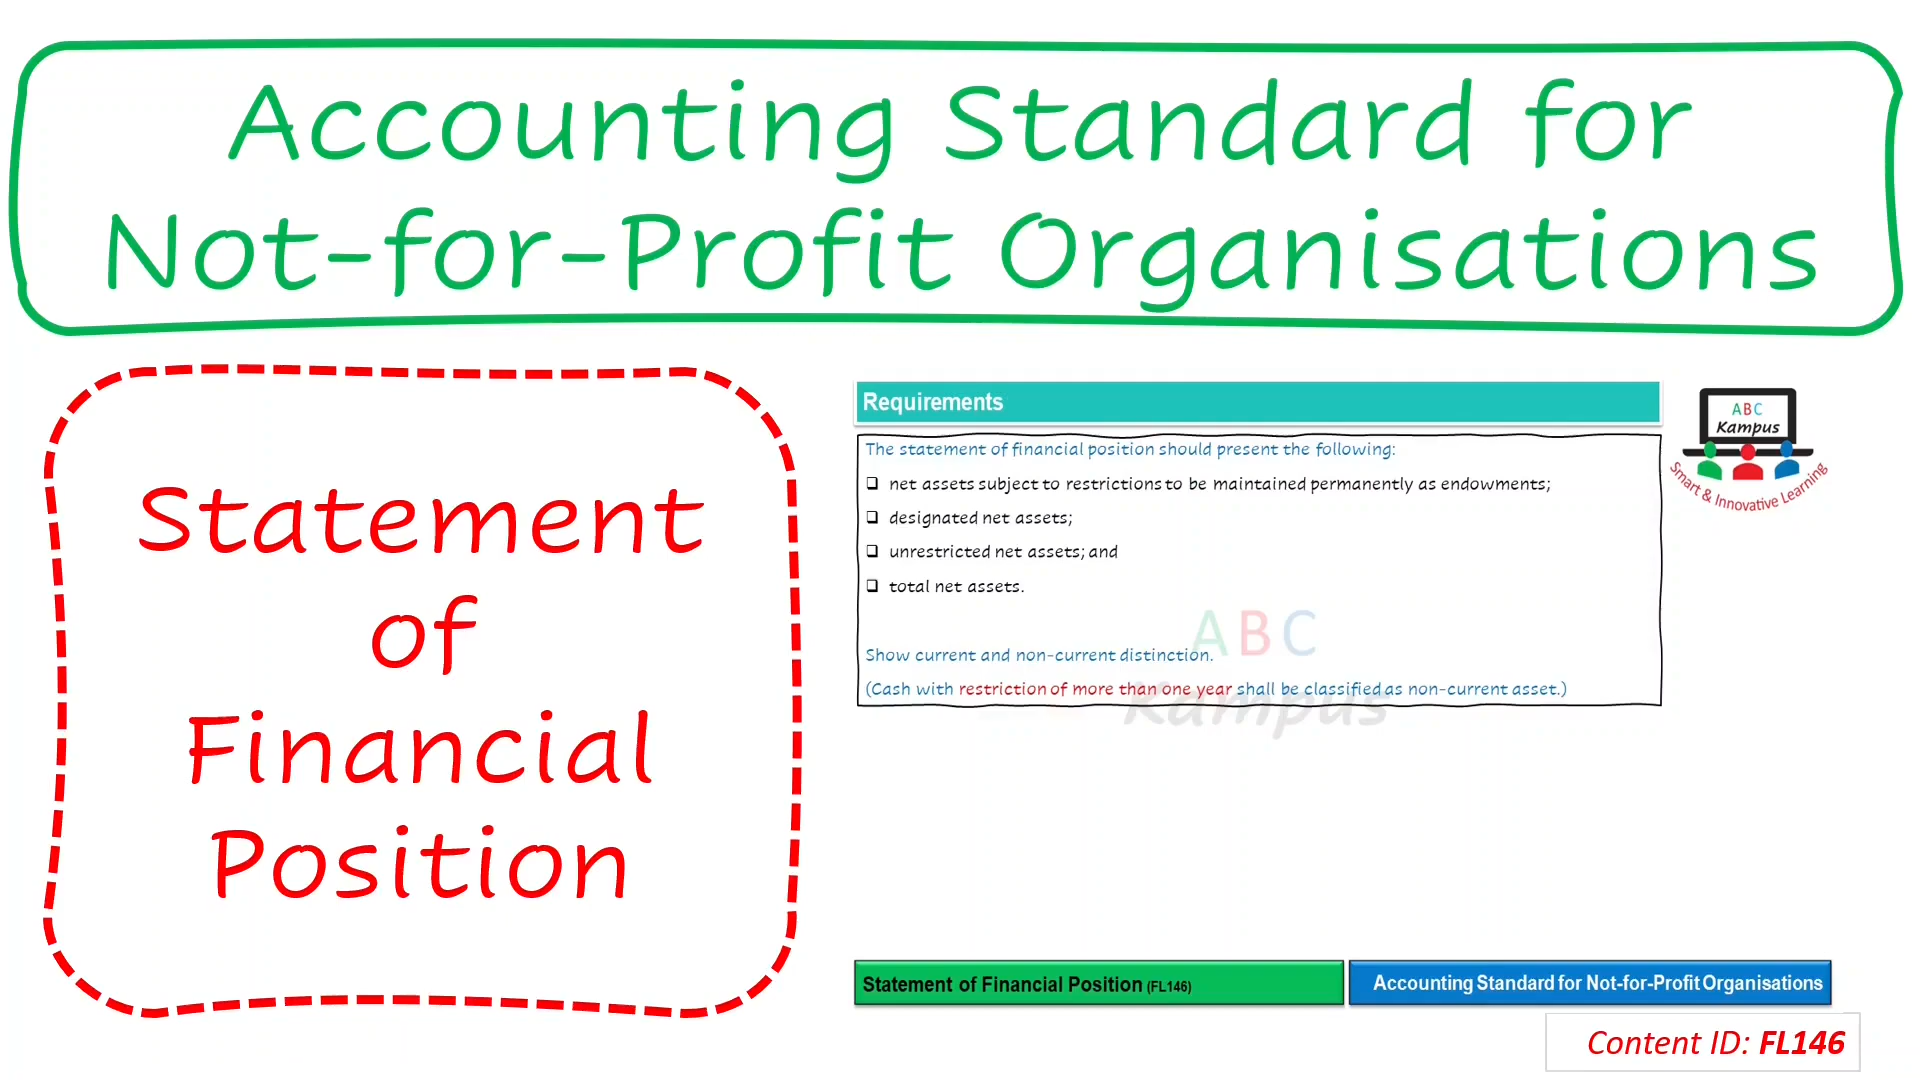 Accounting Standard for
Not-for-Profit Organisations
Statement
of
Financial
Position
Requirements
The statement of financial position should present the following:
❑ net assets subject to restrictions to be maintained permanently as endowments;
❑ designated net assets;
❑ unrestricted net assets; and
❑ total net assets.
Show current and non-current distinction.
(Cash with restriction of more than one year shall be classified as non-current asset.)
ABC
Kampus
ABC
Kampus
Smart & Innovative Learning
Statement of Financial Position (FL146)
Accounting Standard for Not-for-Profit Organisations
Content ID: FL146